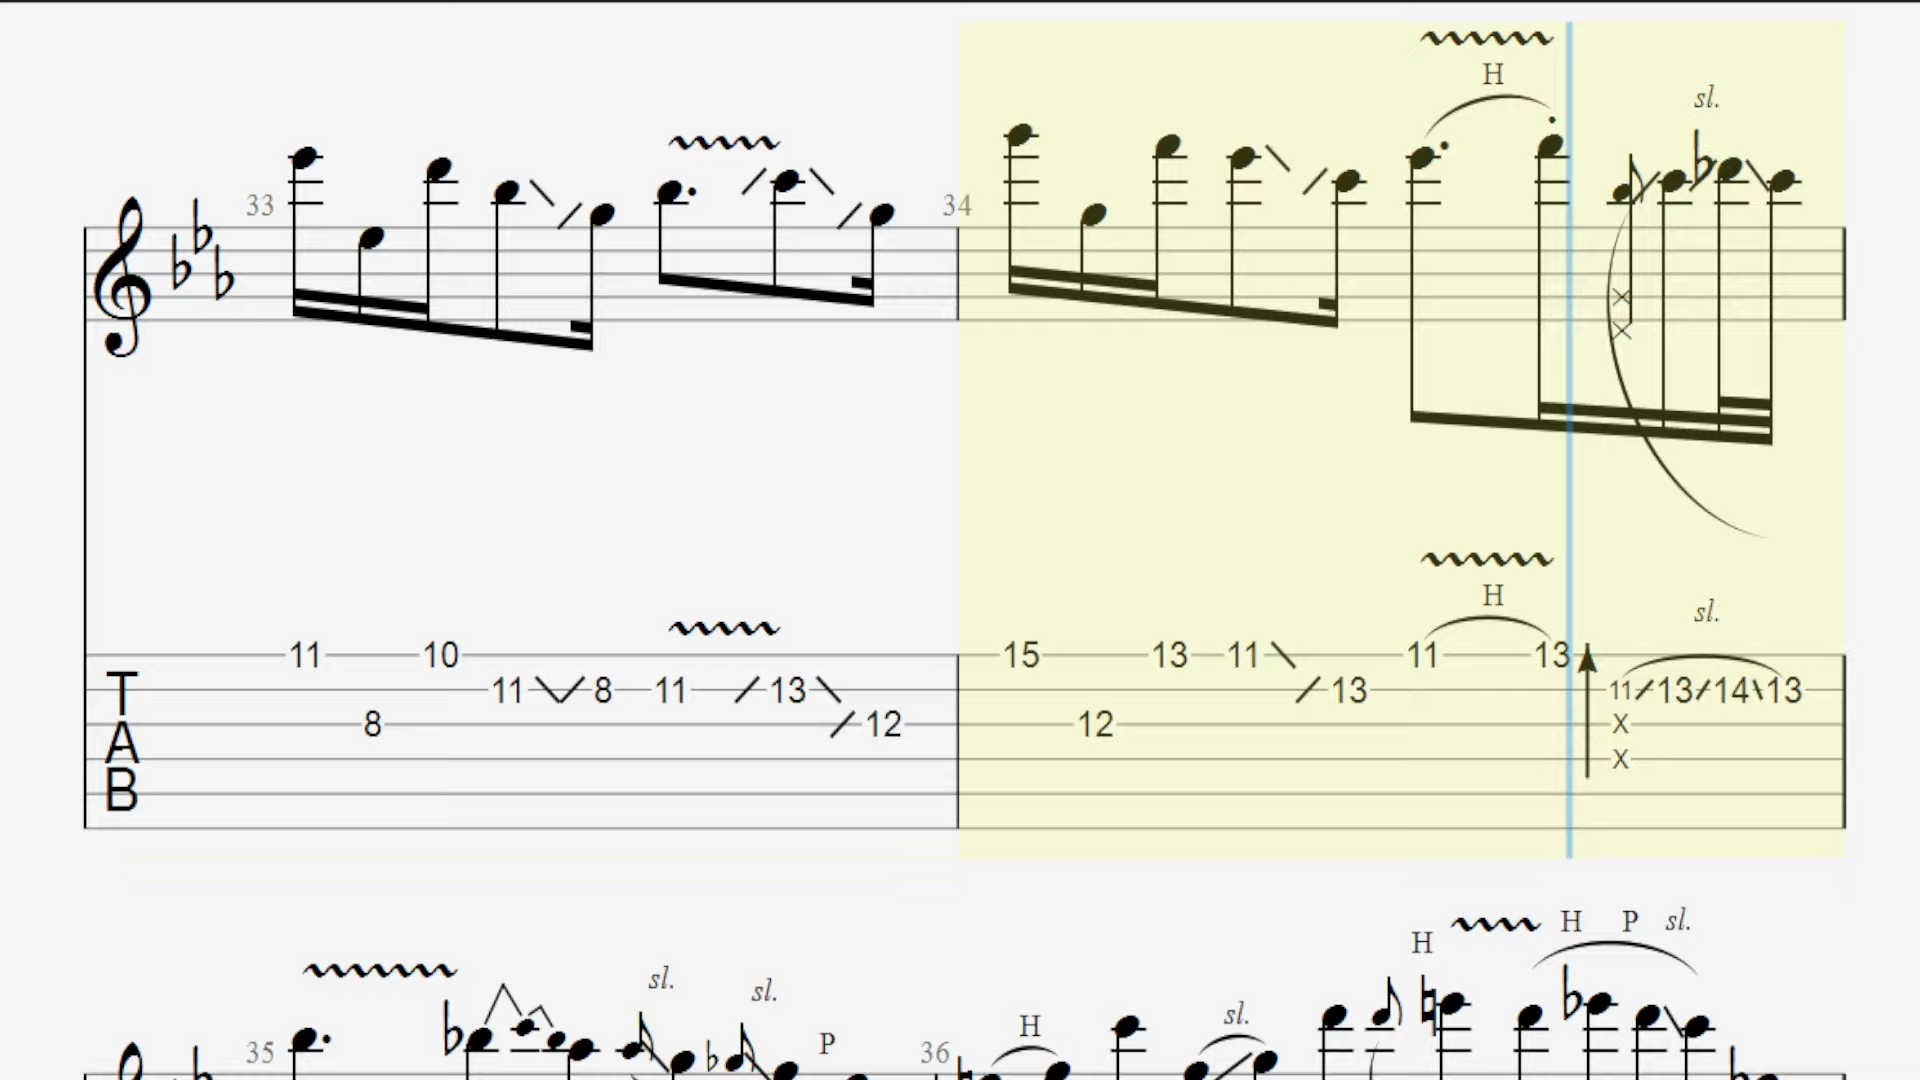 H
sl.
33
34
H
sl.
11 10 15 13 11 11 13
T 11 8 11 13 13 11 13 14 13
8 12 12 X
A
X
B
H H P sl.
sl. sl. P H sl.
35 36